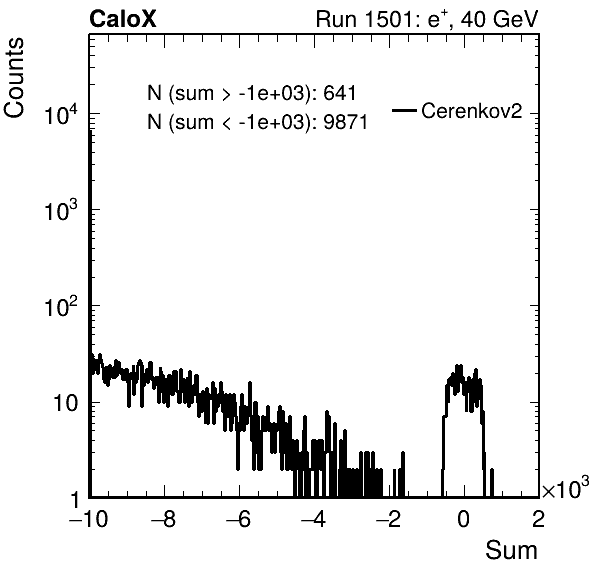 CaloX Run 1501: e⁺, 40 GeV
Counts
N (sum > -1e+03): 641
N (sum < -1e+03): 9871
Cerenkov2
10⁴
10³
10²
10
1
−10 −8 −6 −4 −2 0 2
×10³
Sum